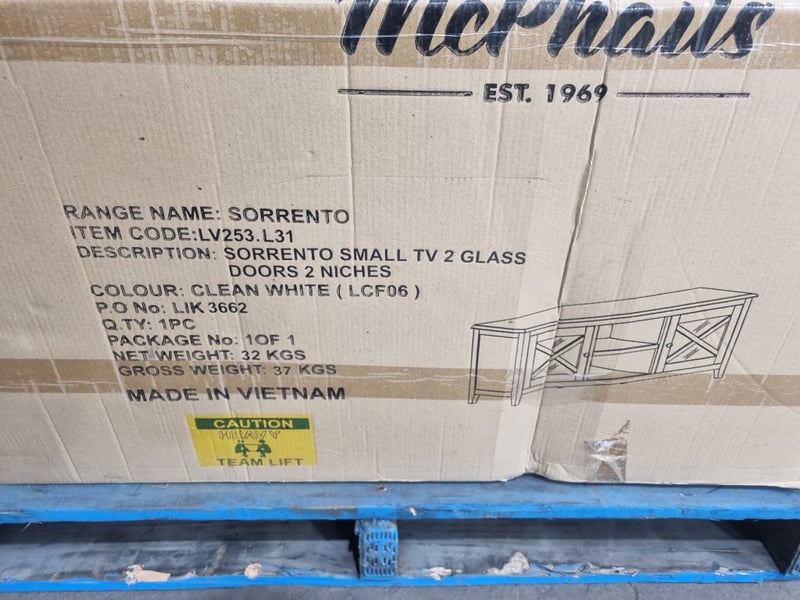 McPhails
EST. 1969
RANGE NAME: SORRENTO
ITEM CODE:LV253.L31
DESCRIPTION: SORRENTO SMALL TV 2 GLASS
DOORS 2 NICHES
COLOUR: CLEAN WHITE ( LCF06 )
P.O No: LIK 3662
Q.TY: 1PC
PACKAGE No: 1OF 1
NET WEIGHT: 32 KGS
GROSS WEIGHT: 37 KGS
MADE IN VIETNAM
CAUTION
HEAVY
TEAM LIFT